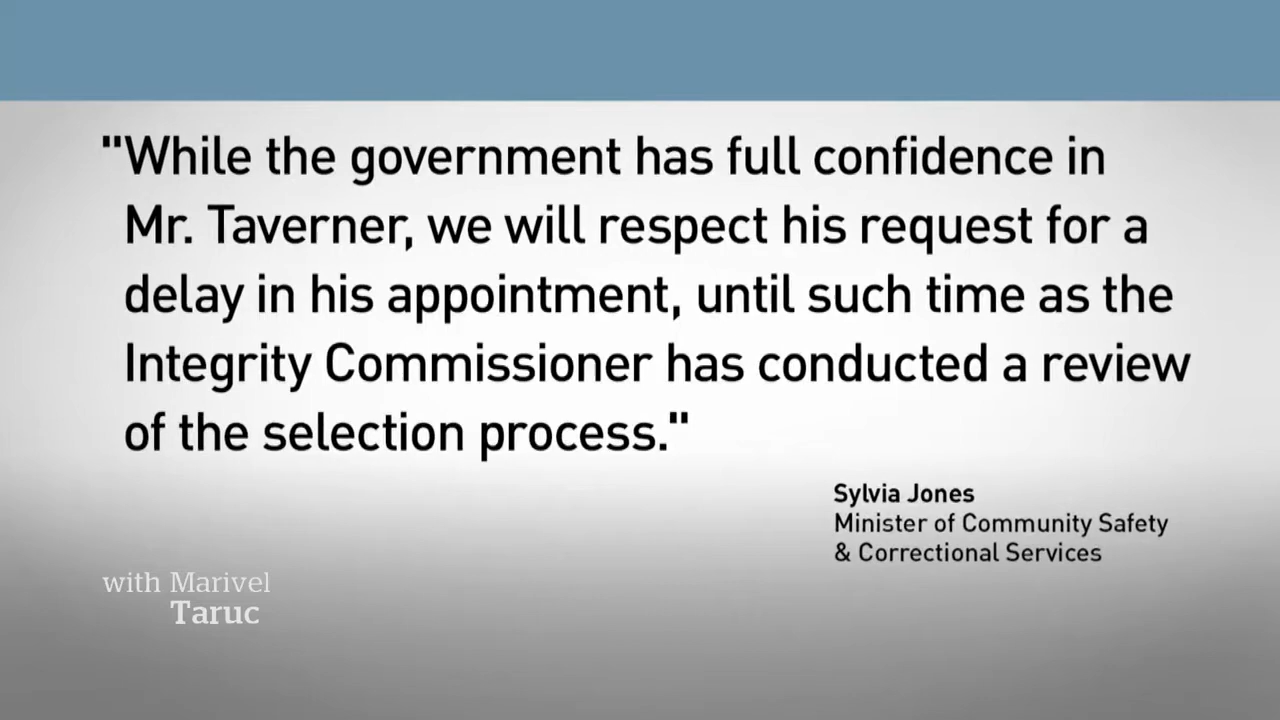 "While the government has full confidence in
Mr. Taverner, we will respect his request for a
delay in his appointment, until such time as the
Integrity Commissioner has conducted a review
of the selection process."
Sylvia Jones
Minister of Community Safety
& Correctional Services
with Marivel
Taruc